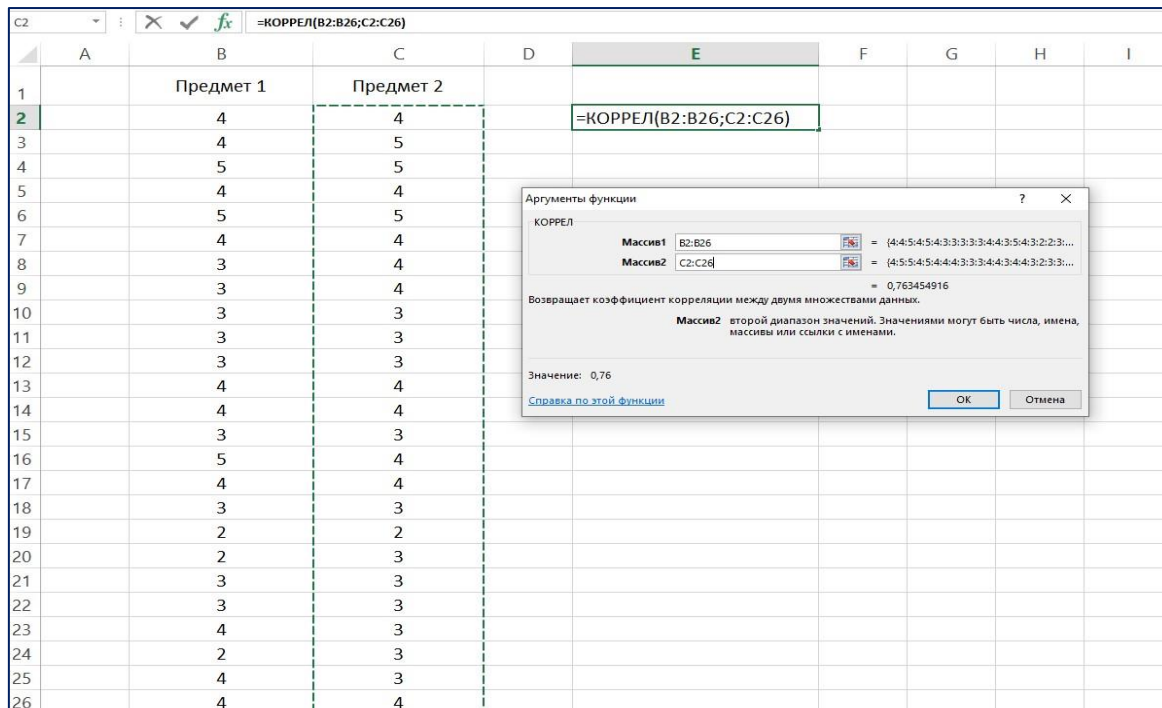 C2 =КОРРЕЛ(B2:B26;C2:C26)
A B C D E F G H I
1 Предмет 1 Предмет 2
2 4 4 =КОРРЕЛ(B2:B26;C2:C26)
3 4 5
4 5 5
5 4 4
6 5 5
7 4 4
8 3 4
9 3 4
10 3 3
11 3 3
12 3 3
13 4 4
14 4 4
15 3 3
16 5 4
17 4 4
18 3 3
19 2 2
20 2 3
21 3 3
22 3 3
23 4 3
24 2 3
25 4 3
26 4 4
Аргументы функции ? ×
КОРРЕЛ
Массив1 B2:B26 = {4:4:5:4:5:4:3:3:3:3:3:4:4:3:5:4:3:2:2:3:...
Массив2 C2:C26 = {4:5:5:4:5:4:4:4:3:3:3:4:4:3:4:4:3:2:3:3:...
= 0,763454916
Возвращает коэффициент корреляции между двумя множествами данных.
Массив2 второй диапазон значений. Значениями могут быть числа, имена,
массивы или ссылки с именами.
Значение: 0,76
Справка по этой функции ОК Отмена